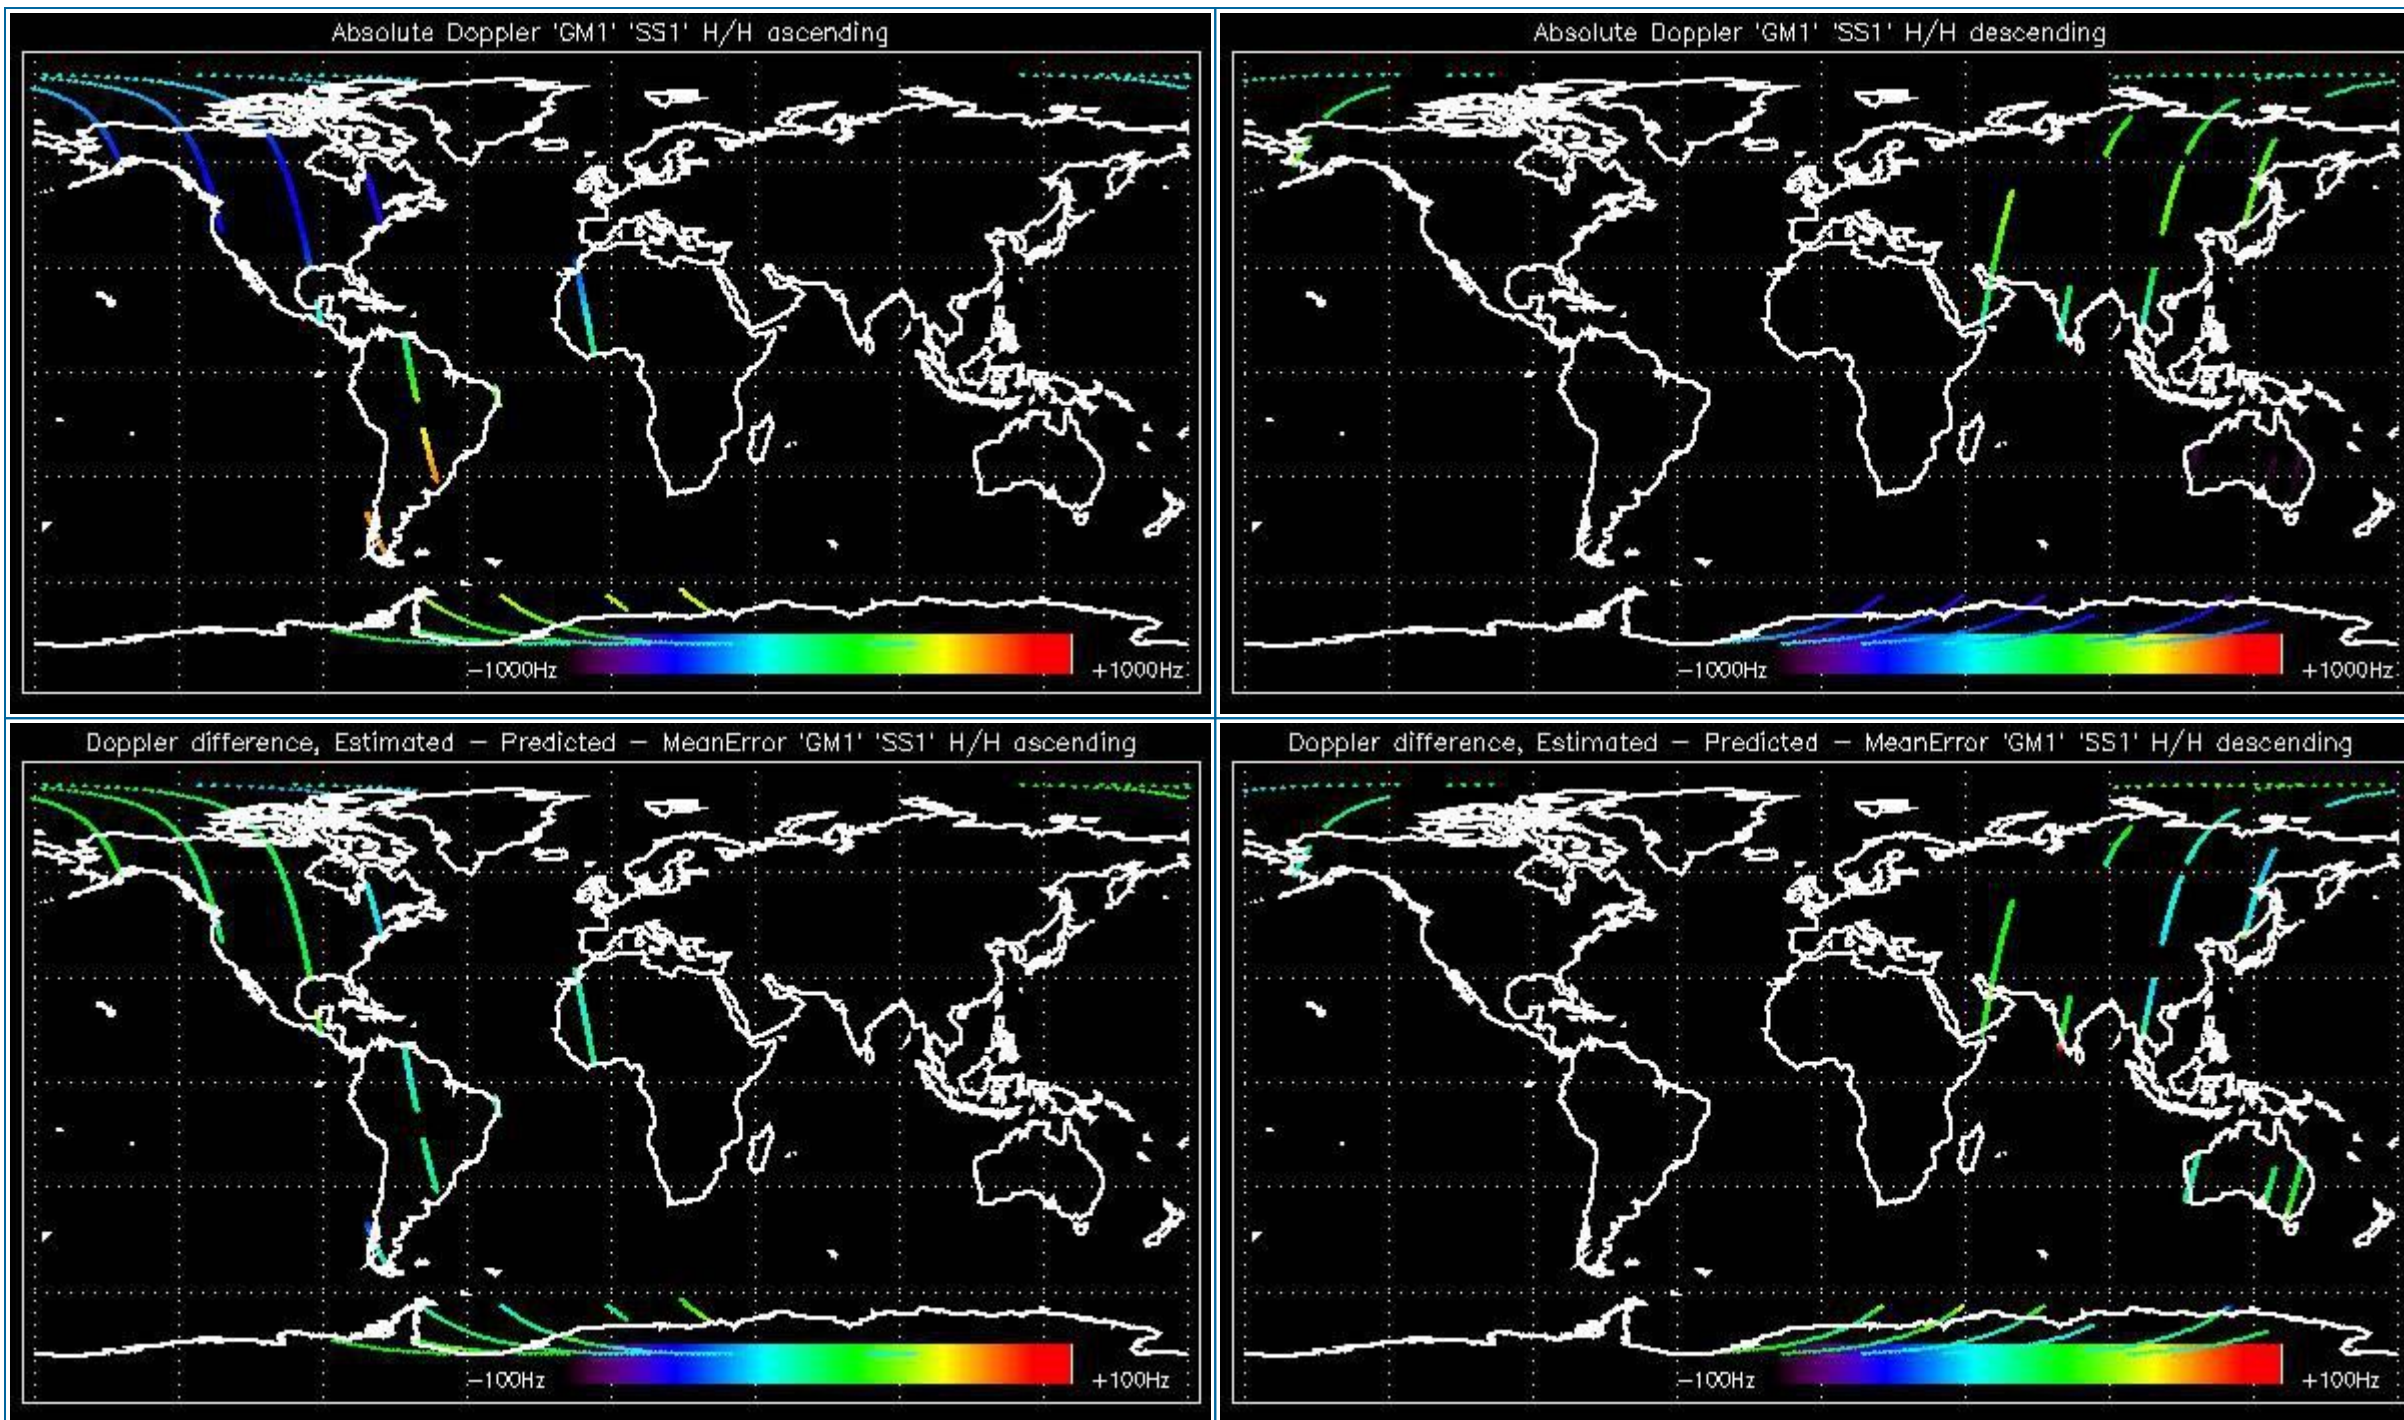 Absolute Doppler 'GM1' 'SS1' H/H ascending
-1000Hz
+1000Hz
Absolute Doppler 'GM1' 'SS1' H/H descending
-1000Hz
+1000Hz
Doppler difference, Estimated - Predicted - MeanError 'GM1' 'SS1' H/H ascending
-100Hz
+100Hz
Doppler difference, Estimated - Predicted - MeanError 'GM1' 'SS1' H/H descending
-100Hz
+100Hz